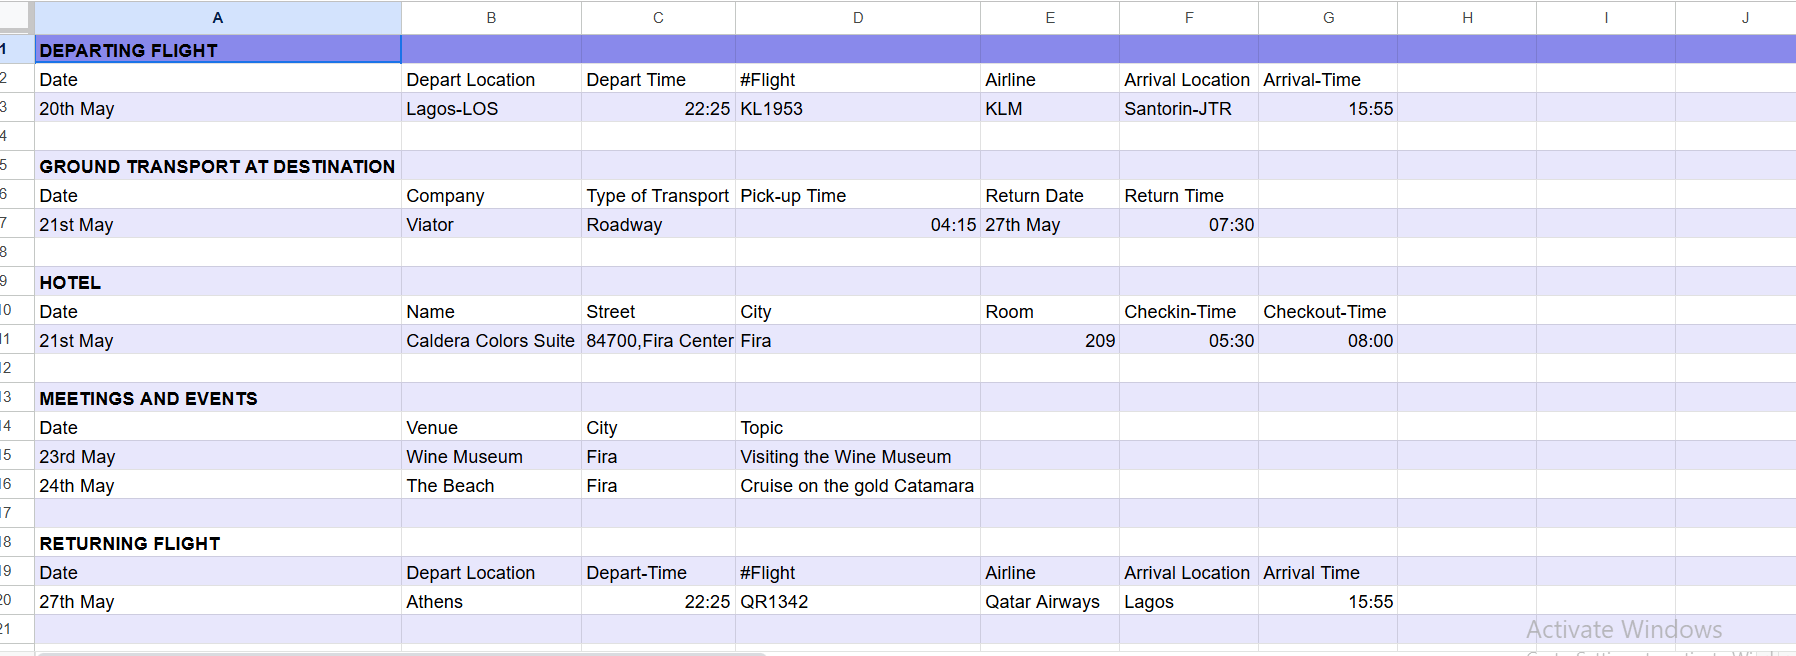 A B C D E F G H I J
1 DEPARTING FLIGHT
2 Date Depart Location Depart Time #Flight Airline Arrival Location Arrival-Time
3 20th May Lagos-LOS 22:25 KL1953 KLM Santorin-JTR 15:55
4
5 GROUND TRANSPORT AT DESTINATION
6 Date Company Type of Transport Pick-up Time Return Date Return Time
7 21st May Viator Roadway 04:15 27th May 07:30
8
9 HOTEL
10 Date Name Street City Room Checkin-Time Checkout-Time
11 21st May Caldera Colors Suite 84700,Fira Center Fira 209 05:30 08:00
12
13 MEETINGS AND EVENTS
14 Date Venue City Topic
15 23rd May Wine Museum Fira Visiting the Wine Museum
16 24th May The Beach Fira Cruise on the gold Catamara
17
18 RETURNING FLIGHT
19 Date Depart Location Depart-Time #Flight Airline Arrival Location Arrival Time
20 27th May Athens 22:25 QR1342 Qatar Airways Lagos 15:55
21
Activate Windows